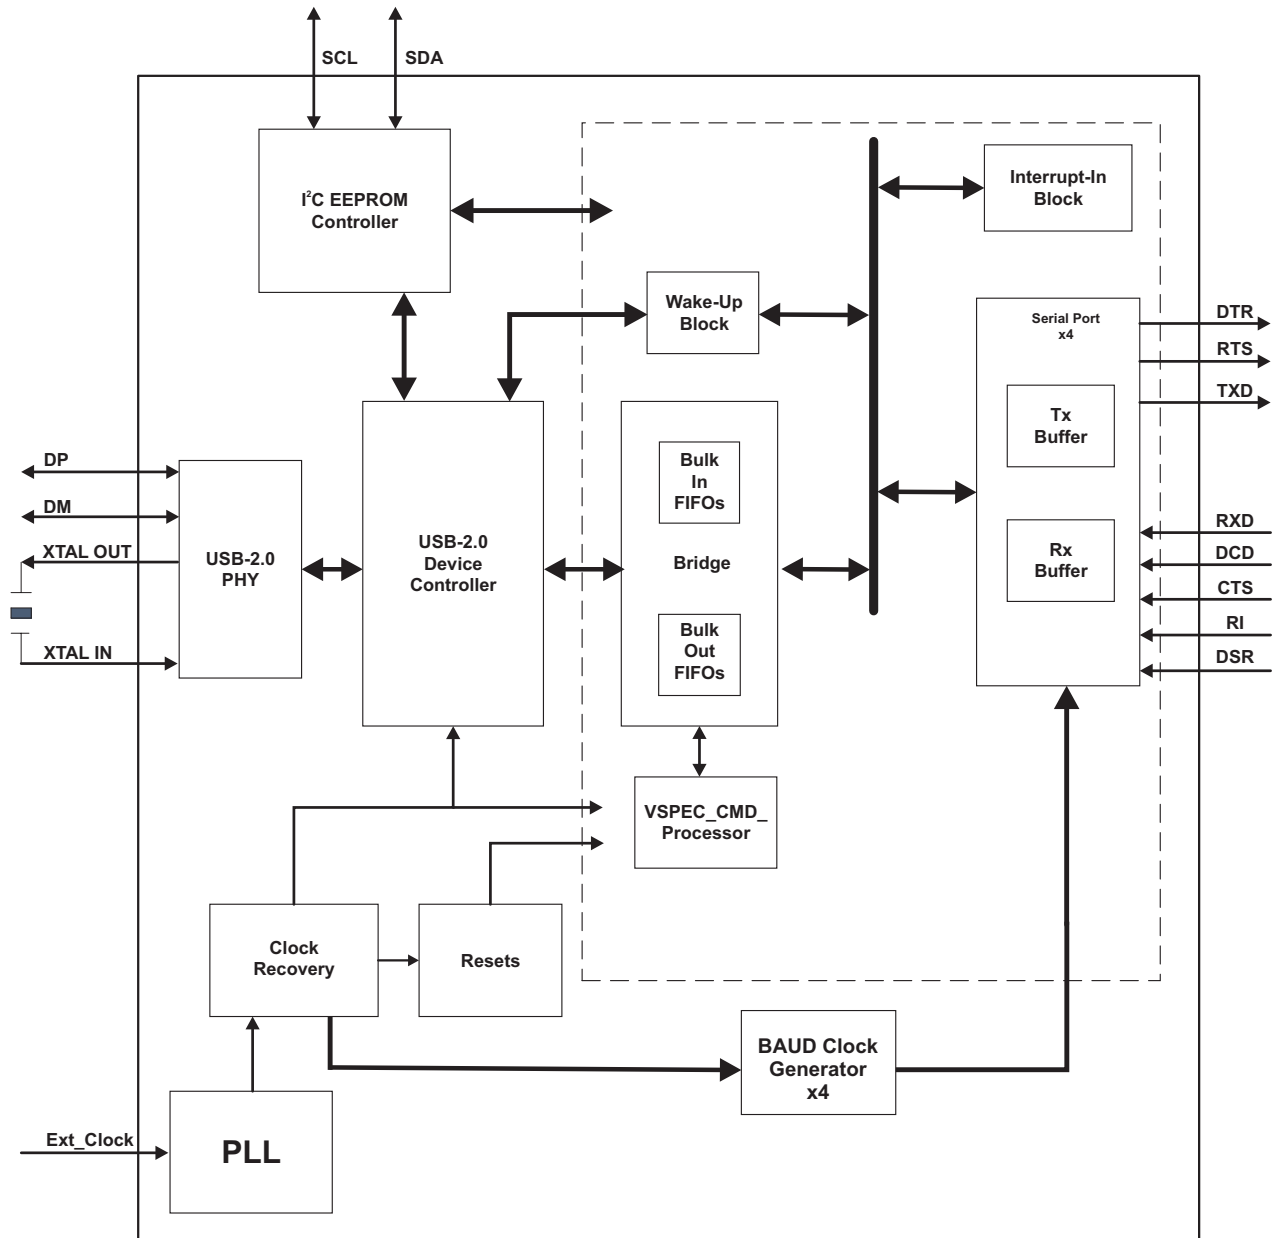 SCL
SDA
I²C EEPROM
Controller
Interrupt-In
Block
Wake-Up
Block
Serial Port
x4
DTR
RTS
TXD
Tx
Buffer
DP
DM
XTAL OUT
XTAL IN
USB-2.0
PHY
USB-2.0
Device
Controller
Bulk
In
FIFOs
Bridge
Bulk
Out
FIFOs
Rx
Buffer
RXD
DCD
CTS
RI
DSR
VSPEC_CMD_
Processor
Clock
Recovery
Resets
BAUD Clock
Generator
x4
Ext_Clock
PLL